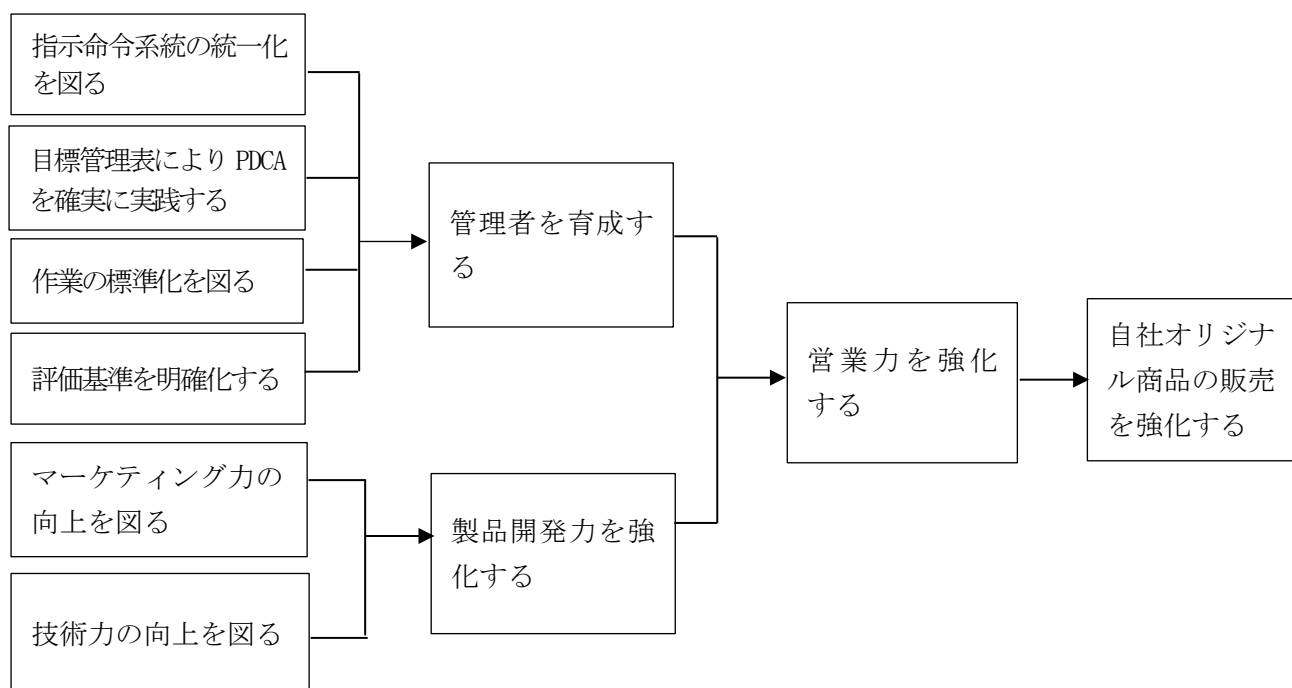 指示命令系統の統一化
を図る
目標管理表により PDCA
を確実に実践する
作業の標準化を図る
評価基準を明確化する
マーケティング力の
向上を図る
技術力の向上を図る
管理者を育成す
る
製品開発力を強
化する
営業力を強化
する
自社オリジナ
ル商品の販売
を強化する